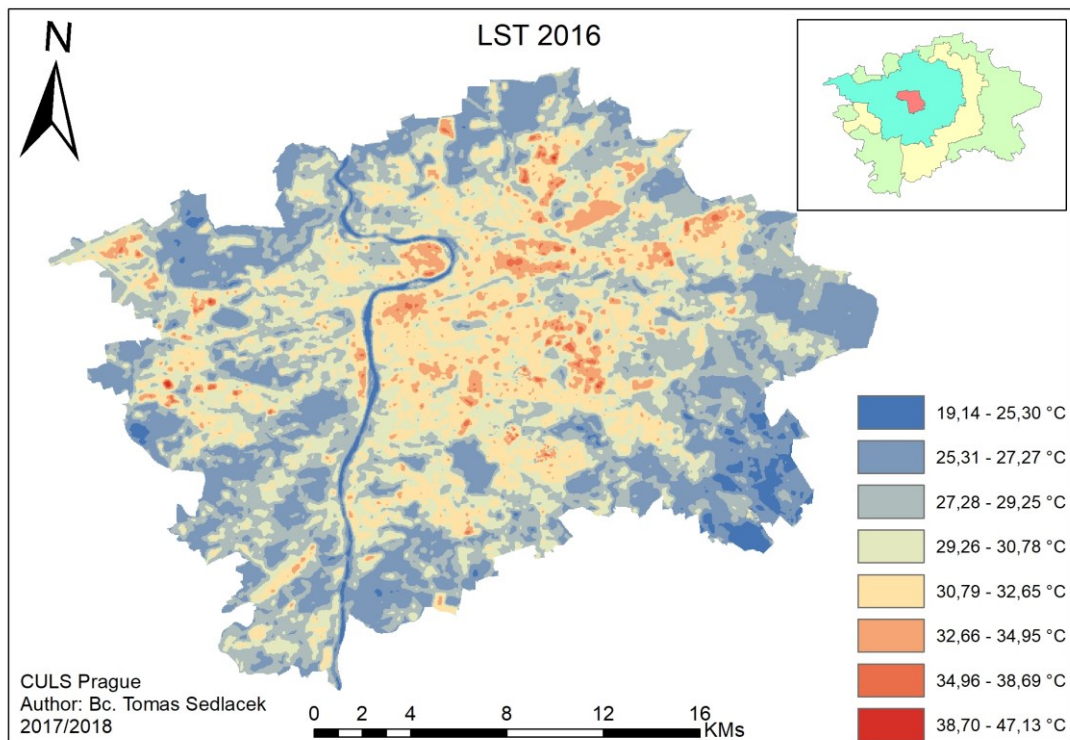 N
LST 2016
19,14 - 25,30 °C
25,31 - 27,27 °C
27,28 - 29,25 °C
29,26 - 30,78 °C
30,79 - 32,65 °C
32,66 - 34,95 °C
34,96 - 38,69 °C
38,70 - 47,13 °C
CULS Prague
Author: Bc. Tomas Sedlacek
2017/2018
0 2 4 8 12 16
KMs